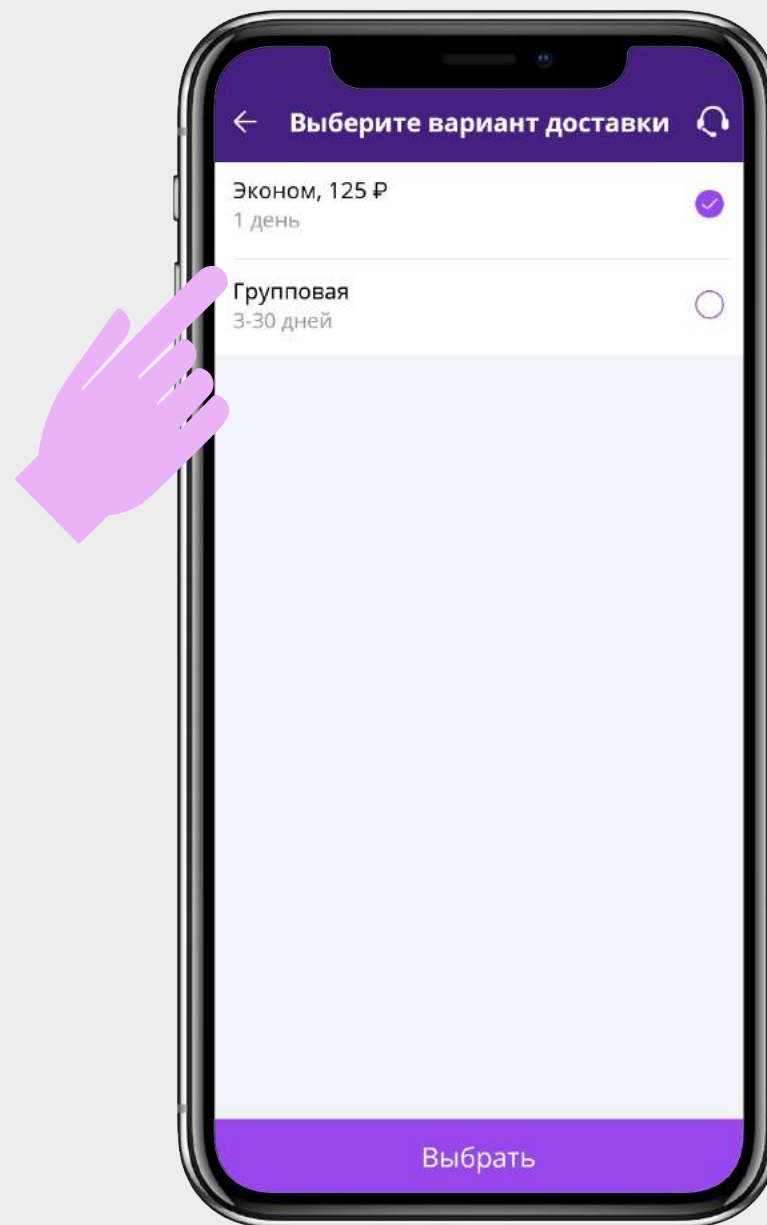 Выберите вариант доставки
Эконом, 125 ₽
1 день
Групповая
3-30 дней
Выбрать